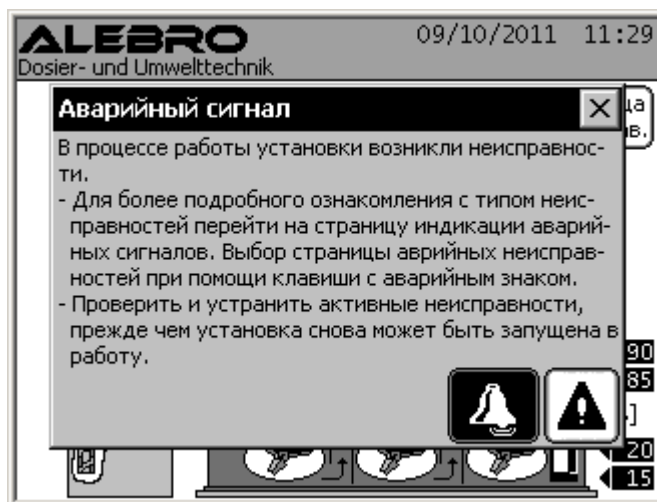 ALEBRO 09/10/2011 11:29
Dosier- und Umwelttechnik
Аварийный сигнал
В процессе работы установки возникли неисправнос-
ти.
- Для более подробного ознакомления с типом неис-
правностей перейти на страницу индикации аварий-
ных сигналов. Выбор страницы аврийных неисправ-
ностей при помощи клавиши с аварийным знаком.
- Проверить и устранить активные неисправности,
прежде чем установка снова может быть запущена в
работу.
90
85
20
15